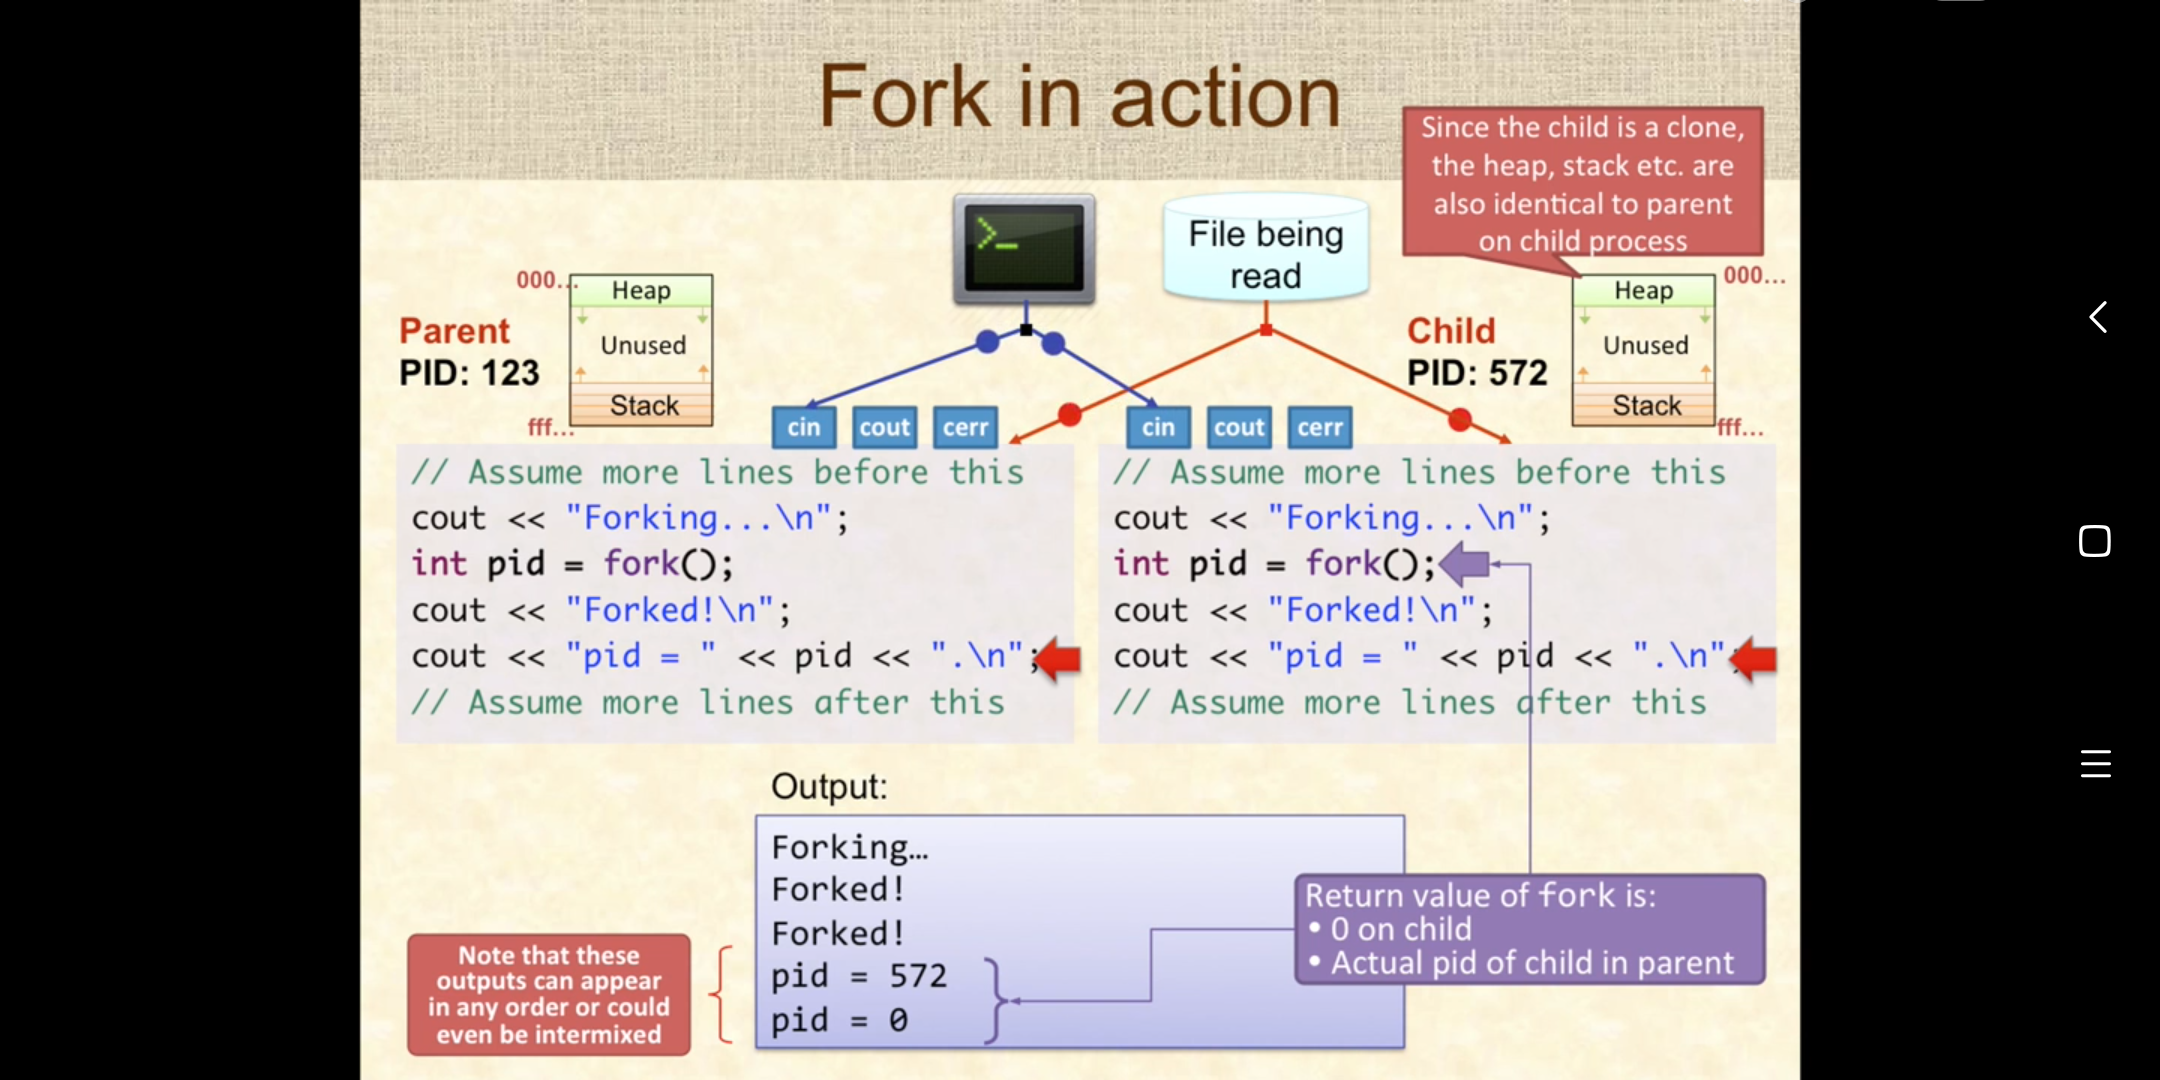 Fork in action
Since the child is a clone,
the heap, stack etc. are
also identical to parent
on child process
>_
File being
read
Parent
PID: 123
000...
Heap
Unused
Stack
fff...
Child
PID: 572
Heap
Unused
Stack
000...
fff...
cin
cout
cerr
cin
cout
cerr
// Assume more lines before this
cout << "Forking...\n";
int pid = fork();
cout << "Forked!\n";
cout << "pid = " << pid << ".\n";
// Assume more lines after this
// Assume more lines before this
cout << "Forking...\n";
int pid = fork();
cout << "Forked!\n";
cout << "pid = " << pid << ".\n";
// Assume more lines after this
Output:
Forking…
Forked!
Forked!
pid = 572
pid = 0
Note that these
outputs can appear
in any order or could
even be intermixed
Return value of fork is:
• 0 on child
• Actual pid of child in parent